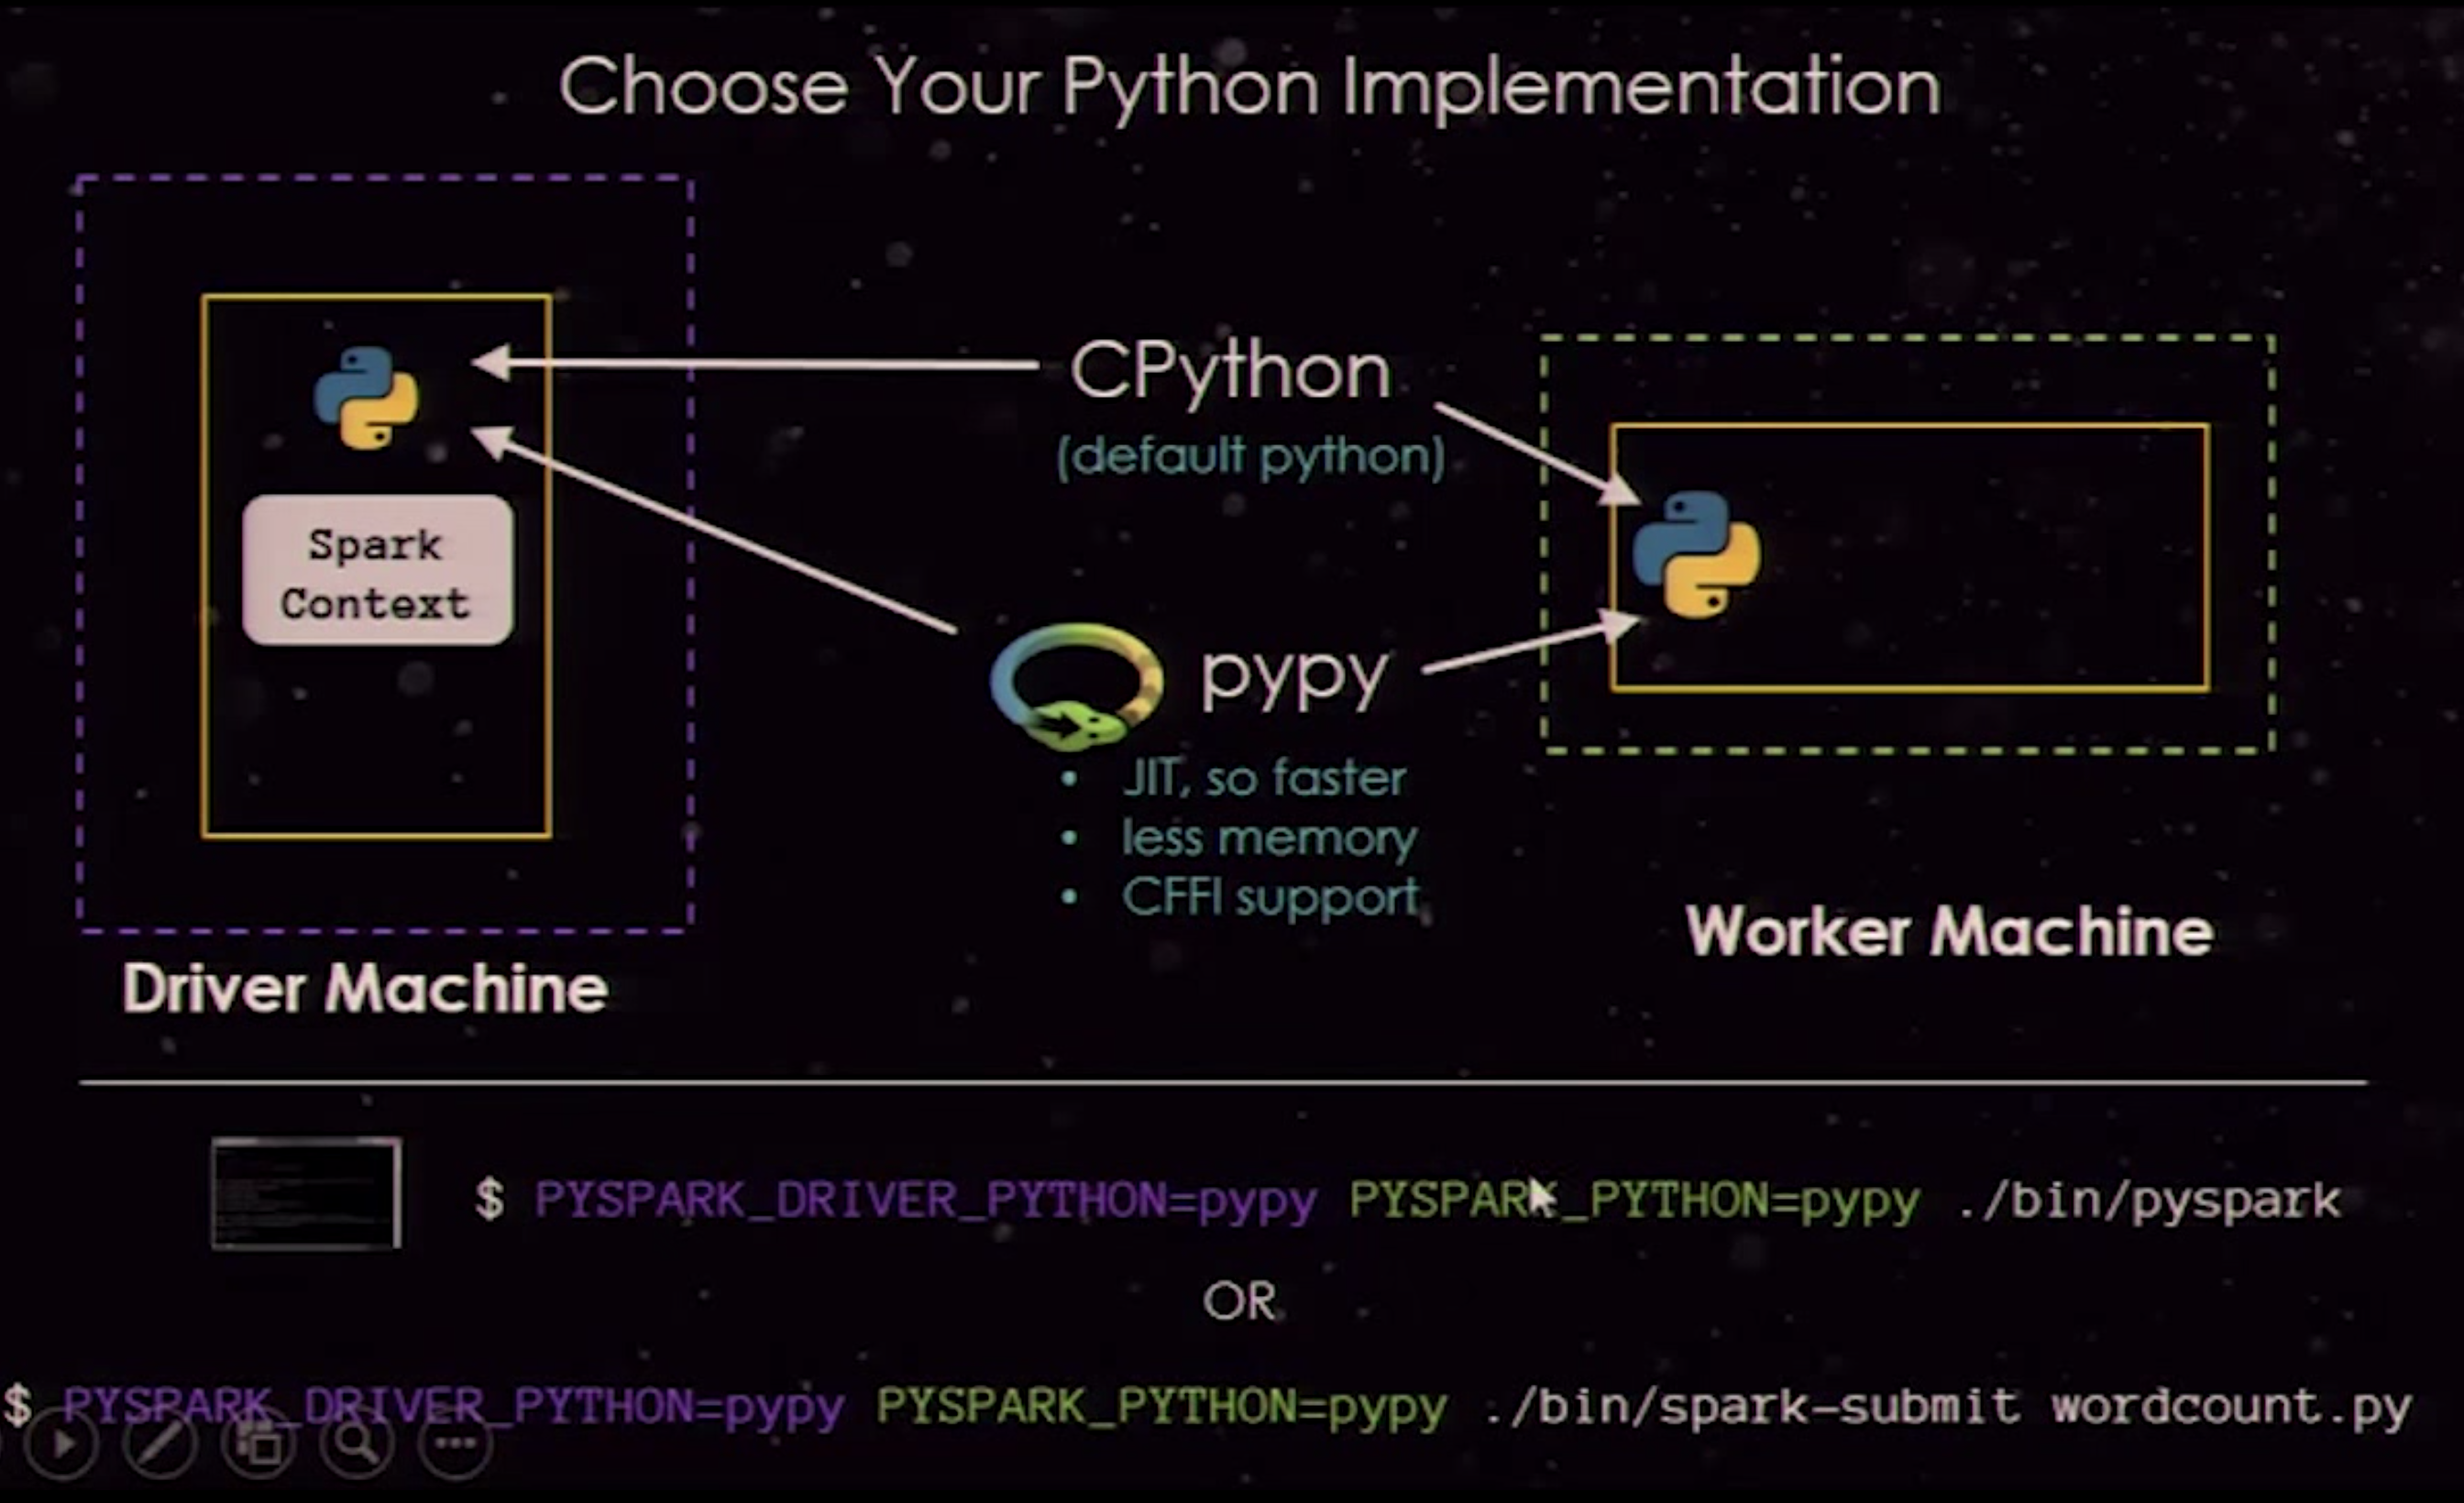 Choose Your Python Implementation
Spark
Context
CPython
(default python)
pypy
• JIT, so faster
• less memory
• CFFI support
Driver Machine
Worker Machine
$ PYSPARK_DRIVER_PYTHON=pypy PYSPARK_PYTHON=pypy ./bin/pyspark
OR
$ PYSPARK_DRIVER_PYTHON=pypy PYSPARK_PYTHON=pypy ./bin/spark-submit wordcount.py